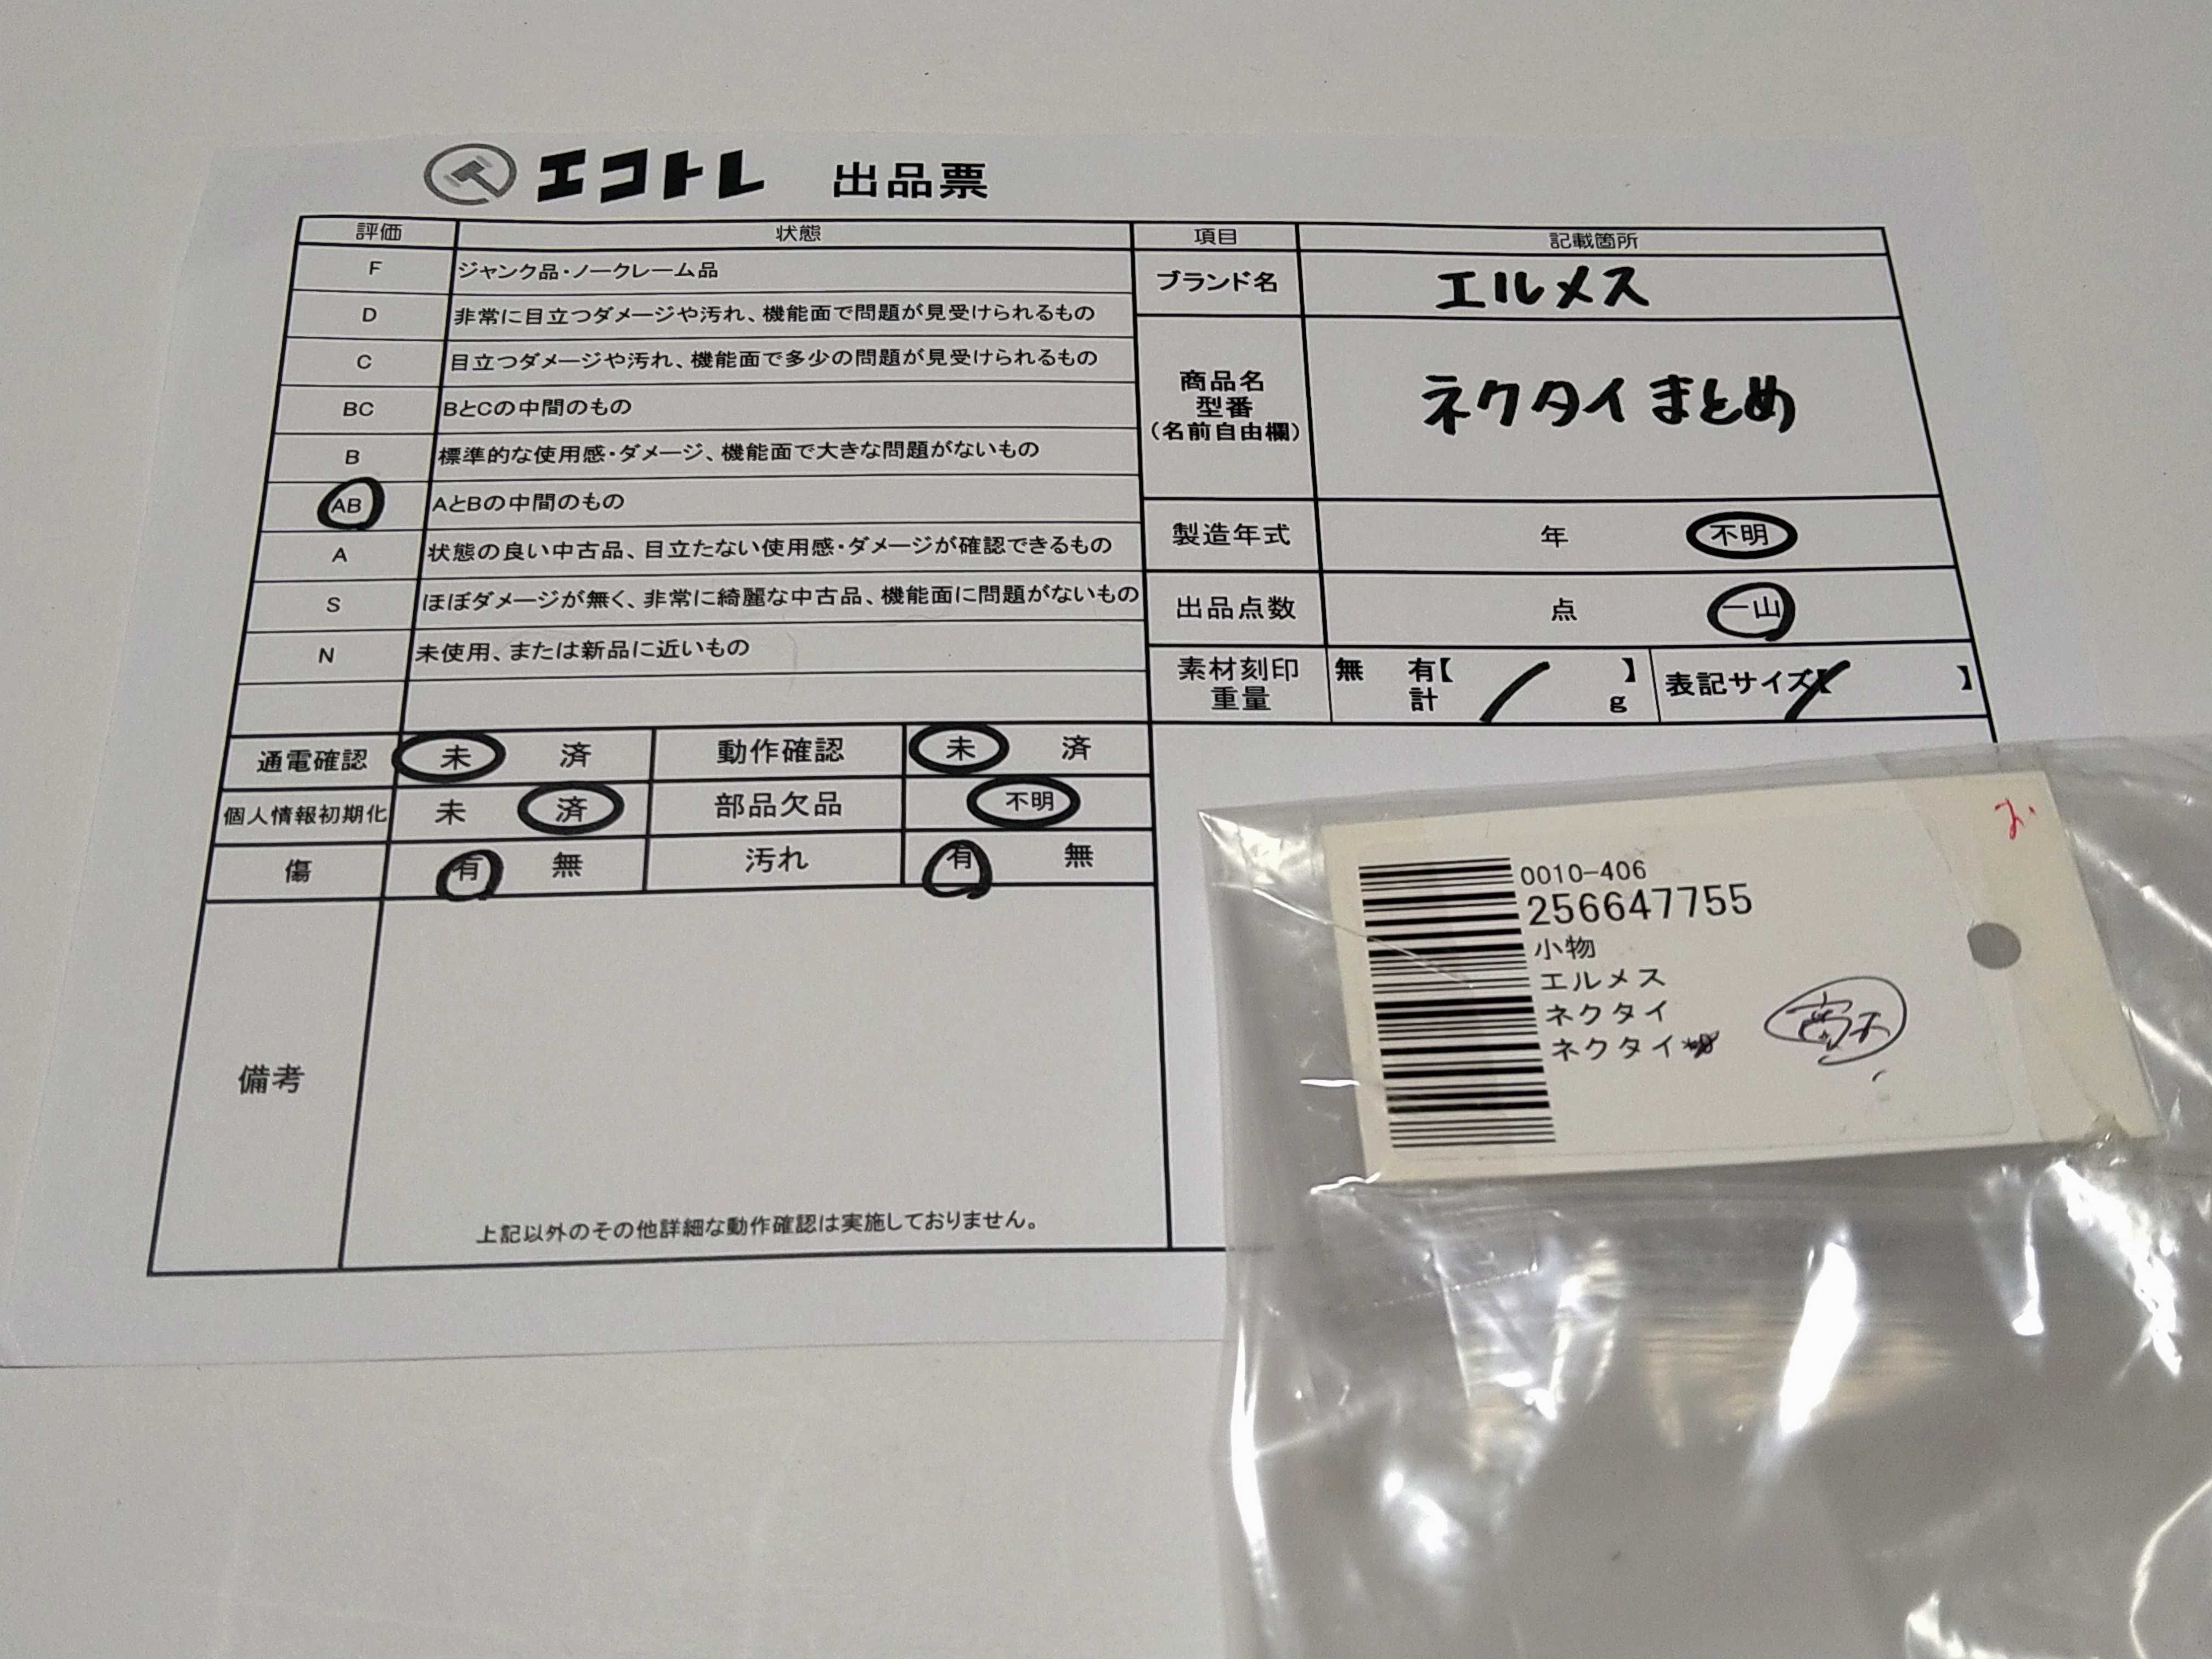 エコトレ 出品票
評価 状態 項目 記載箇所
F ジャンク品・ノークレーム品
D 非常に目立つダメージや汚れ、機能面で問題が見受けられるもの
C 目立つダメージや汚れ、機能面で多少の問題が見受けられるもの
BC BとCの中間のもの
B 標準的な使用感・ダメージ、機能面で大きな問題がないもの
AB AとBの中間のもの
A 状態の良い中古品、目立たない使用感・ダメージが確認できるもの
S ほぼダメージが無く、非常に綺麗な中古品、機能面に問題がないもの
N 未使用、または新品に近いもの
ブランド名 エルメス
商品名
型番
(名前自由欄)
ネクタイまとめ
製造年式 年 不明
出品点数 点 一山
素材刻印 無 有【 】 表記サイズ【 】
重量 計 g
通電確認 未 済 動作確認 未 済
個人情報初期化 未 済 部品欠品 不明
傷 有 無 汚れ 有 無
備考
上記以外のその他詳細な動作確認は実施しておりません。
0010-406
256647755
小物
エルメス
ネクタイ
ネクタイ*